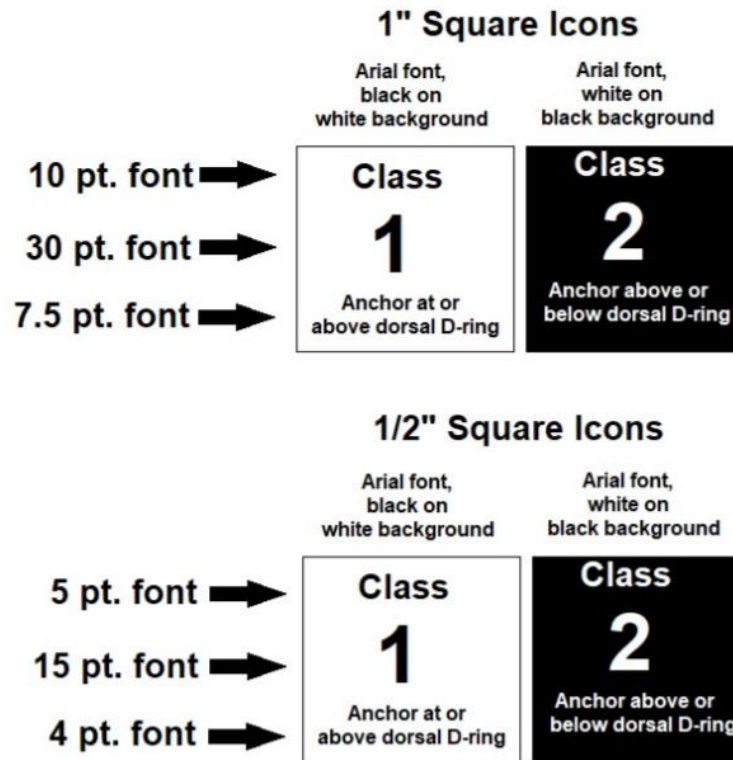 1" Square Icons
Arial font,
black on
white background
Arial font,
white on
black background
10 pt. font
30 pt. font
7.5 pt. font
Class
1
Anchor at or
above dorsal D-ring
Class
2
Anchor above or
below dorsal D-ring
1/2" Square Icons
Arial font,
black on
white background
Arial font,
white on
black background
5 pt. font
15 pt. font
4 pt. font
Class
1
Anchor at or
above dorsal D-ring
Class
2
Anchor above or
below dorsal D-ring